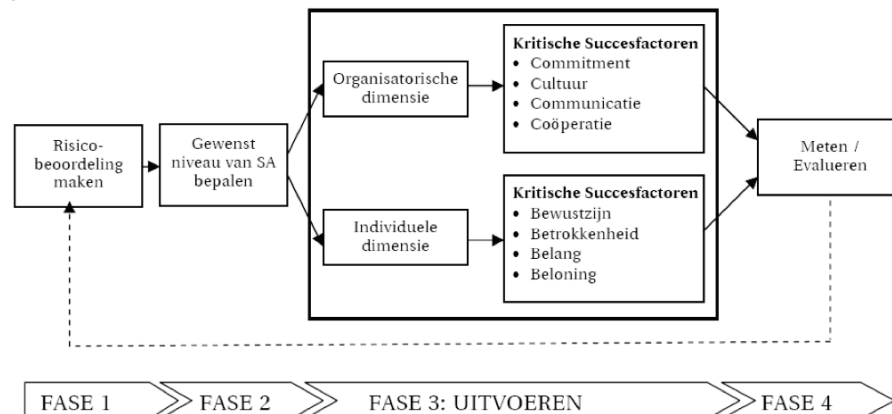 Risico-
beoordeling
maken
Gewenst
niveau van SA
bepalen
Organisatorische
dimensie
Kritische Succesfactoren
• Commitment
• Cultuur
• Communicatie
• Coöperatie
Individuele
dimensie
Kritische Succesfactoren
• Bewustzijn
• Betrokkenheid
• Belang
• Beloning
Meten /
Evalueren
FASE 1
FASE 2
FASE 3: UITVOEREN
FASE 4